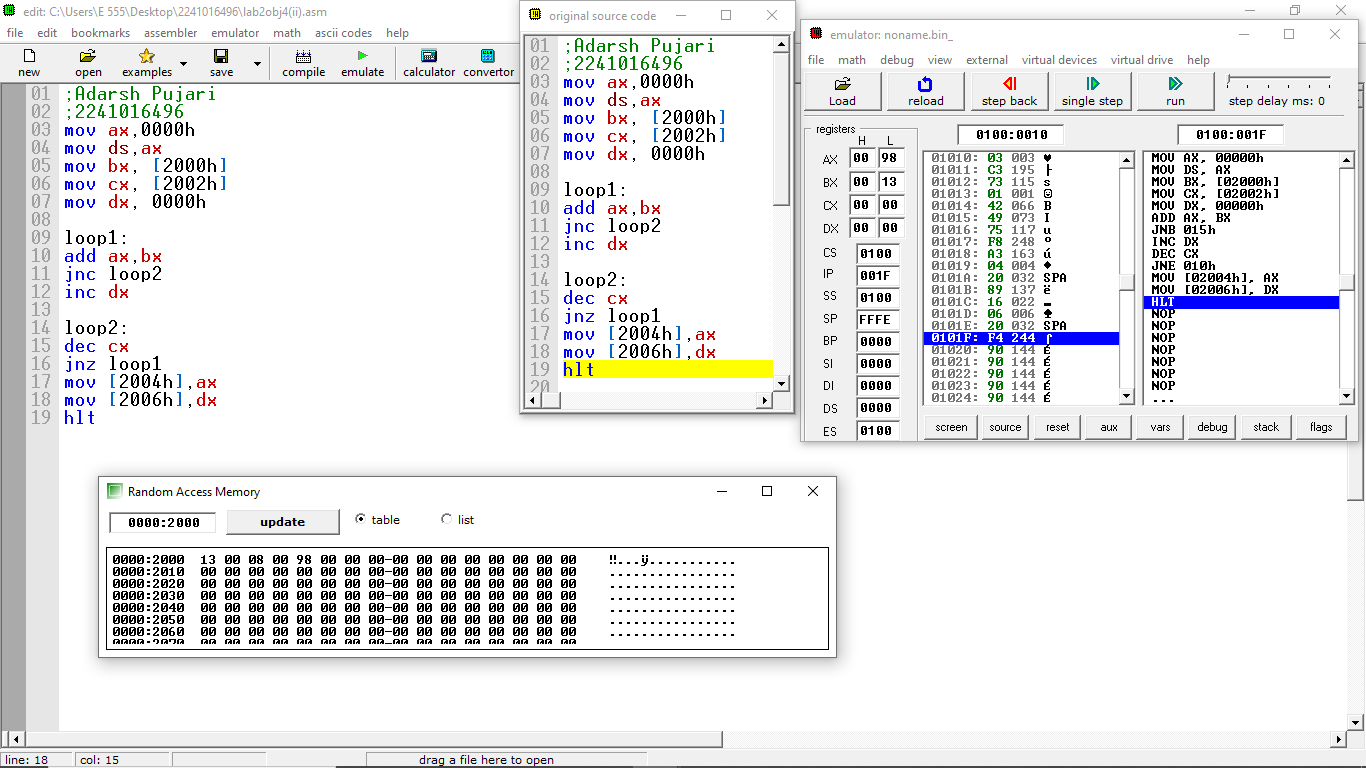 edit: C:\Users\E 555\Desktop\2241016496\lab2obj4(ii).asm
file edit bookmarks assembler emulator math ascii codes help
new open examples save compile emulate calculator convertor
01 ;Adarsh Pujari
02 ;2241016496
03 mov ax,0000h
04 mov ds,ax
05 mov bx, [2000h]
06 mov cx, [2002h]
07 mov dx, 0000h
08
09 loop1:
10 add ax,bx
11 jnc loop2
12 inc dx
13
14 loop2:
15 dec cx
16 jnz loop1
17 mov [2004h],ax
18 mov [2006h],dx
19 hlt
original source code
01 ;Adarsh Pujari
02 ;2241016496
03 mov ax,0000h
04 mov ds,ax
05 mov bx, [2000h]
06 mov cx, [2002h]
07 mov dx, 0000h
08
09 loop1:
10 add ax,bx
11 jnc loop2
12 inc dx
13
14 loop2:
15 dec cx
16 jnz loop1
17 mov [2004h],ax
18 mov [2006h],dx
19 hlt
20
emulator: noname.bin_
file math debug view external virtual devices virtual drive help
Load reload step back single step run step delay ms: 0
registers 0100:0010 0100:001F
H L
AX 00 98
BX 00 13
CX 00 00
DX 00 00
CS 0100
IP 001F
SS 0100
SP FFFE
BP 0000
SI 0000
DI 0000
DS 0000
ES 0100
01010: 03 003 ♥
01011: C3 195 ├
01012: 73 115 s
01013: 01 001 ☺
01014: 42 066 B
01015: 49 073 I
01016: 75 117 u
01017: F8 248 °
01018: A3 163 ú
01019: 04 004 ♦
0101A: 20 032 SPA
0101B: 89 137 ë
0101C: 16 022 ▬
0101D: 06 006 ♠
0101E: 20 032 SPA
0101F: F4 244 ⌠
01020: 90 144 É
01021: 90 144 É
01022: 90 144 É
01023: 90 144 É
01024: 90 144 É
MOV AX, 00000h
MOV DS, AX
MOV BX, [02000h]
MOV CX, [02002h]
MOV DX, 00000h
ADD AX, BX
JNB 015h
INC DX
DEC CX
JNE 010h
MOV [02004h], AX
MOV [02006h], DX
HLT
NOP
NOP
NOP
NOP
NOP
NOP
NOP
...
screen source reset aux vars debug stack flags
Random Access Memory
0000:2000 update table list
0000:2000 13 00 08 00 98 00 00 00-00 00 00 00 00 00 00 00 ‼...ÿ...........
0000:2010 00 00 00 00 00 00 00 00-00 00 00 00 00 00 00 00 ................
0000:2020 00 00 00 00 00 00 00 00-00 00 00 00 00 00 00 00 ................
0000:2030 00 00 00 00 00 00 00 00-00 00 00 00 00 00 00 00 ................
0000:2040 00 00 00 00 00 00 00 00-00 00 00 00 00 00 00 00 ................
0000:2050 00 00 00 00 00 00 00 00-00 00 00 00 00 00 00 00 ................
0000:2060 00 00 00 00 00 00 00 00-00 00 00 00 00 00 00 00 ................
0000:2070 00 00 00 00 00 00 00 00-00 00 00 00 00 00 00 00
line: 18 col: 15 drag a file here to open